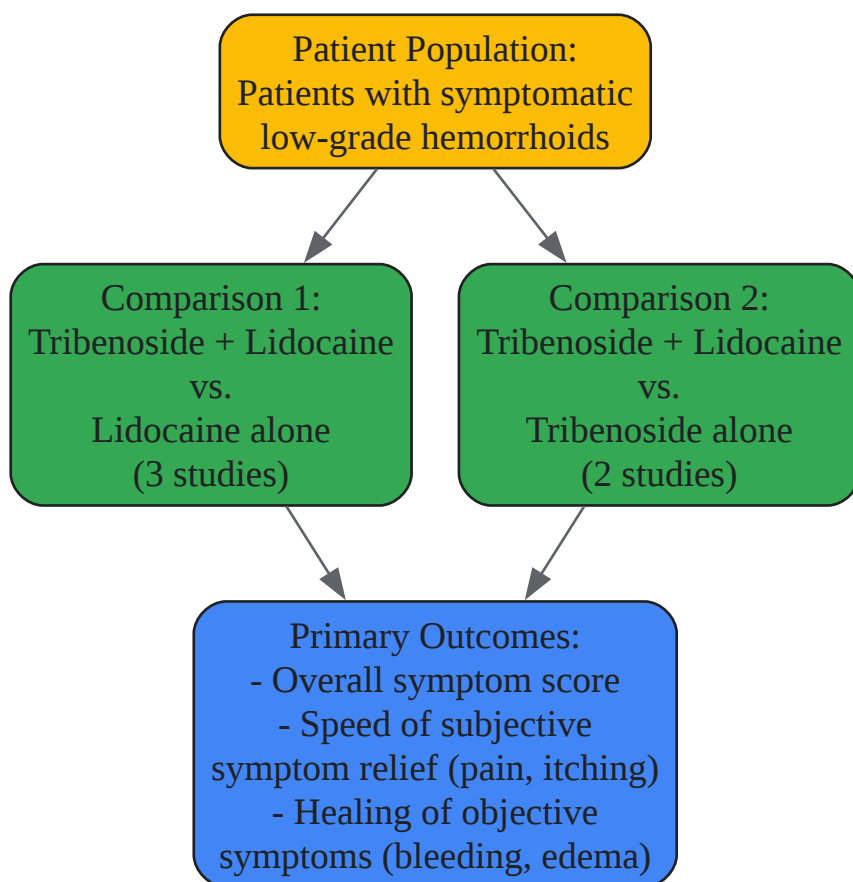 Patient Population:
Patients with symptomatic
low-grade hemorrhoids
Comparison 1:
Tribenoside + Lidocaine
vs.
Lidocaine alone
(3 studies)
Comparison 2:
Tribenoside + Lidocaine
vs.
Tribenoside alone
(2 studies)
Primary Outcomes:
- Overall symptom score
- Speed of subjective
symptom relief (pain, itching)
- Healing of objective
symptoms (bleeding, edema)